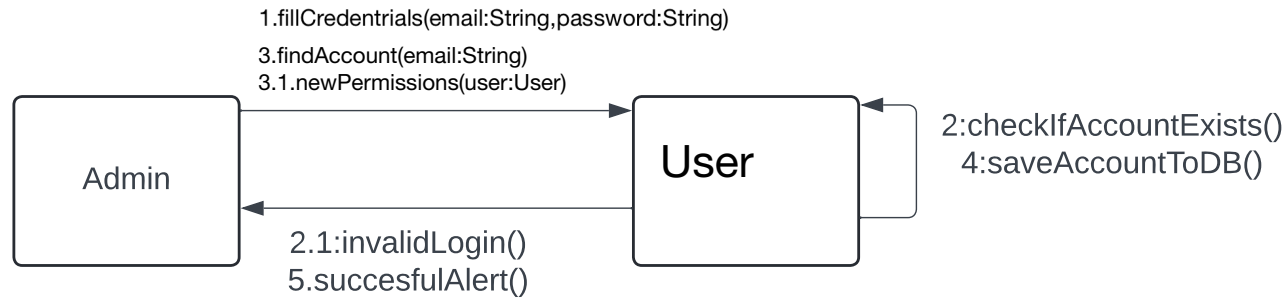 1.fillCredentrials(email:String,password:String)
3.findAccount(email:String)
3.1.newPermissions(user:User)
Admin
User
2:checkIfAccountExists()
4:saveAccountToDB()
2.1:invalidLogin()
5.succesfulAlert()